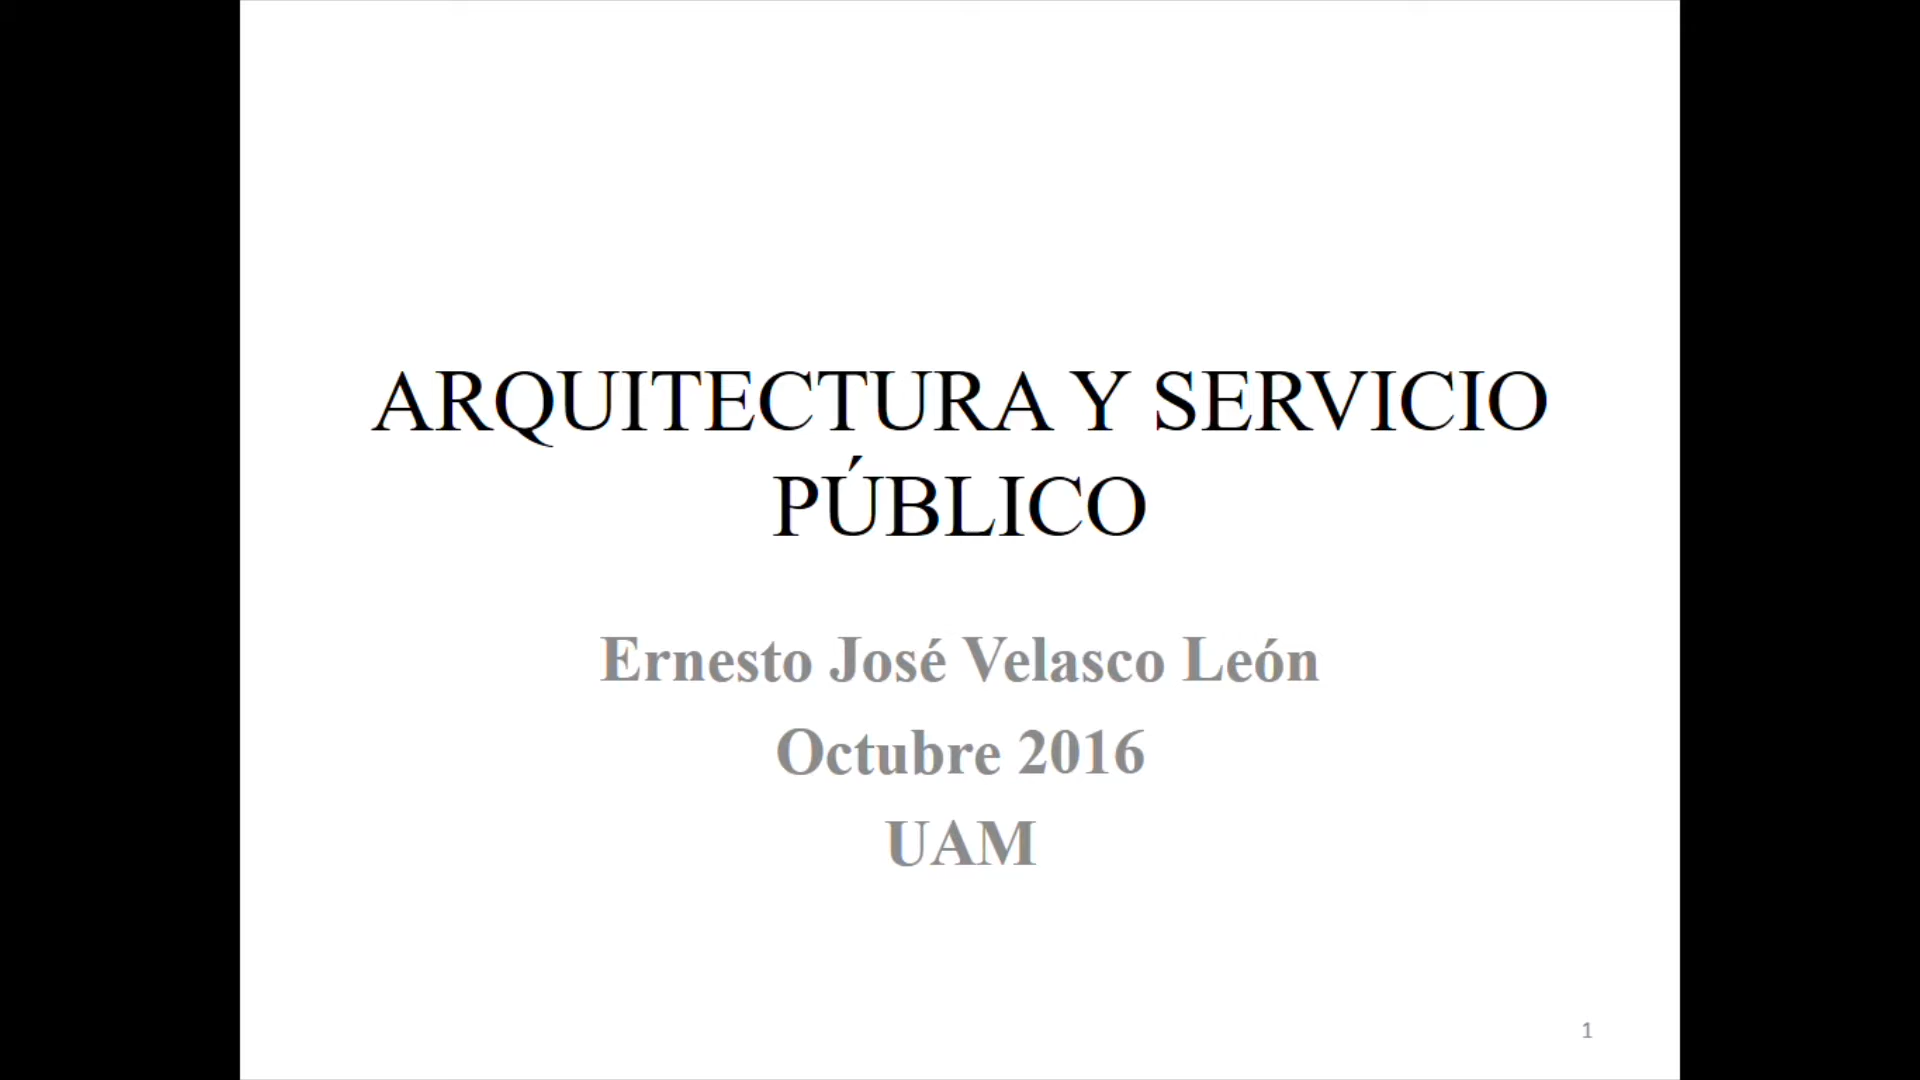 ARQUITECTURA Y SERVICIO
PÚBLICO
Ernesto José Velasco León
Octubre 2016
UAM
1